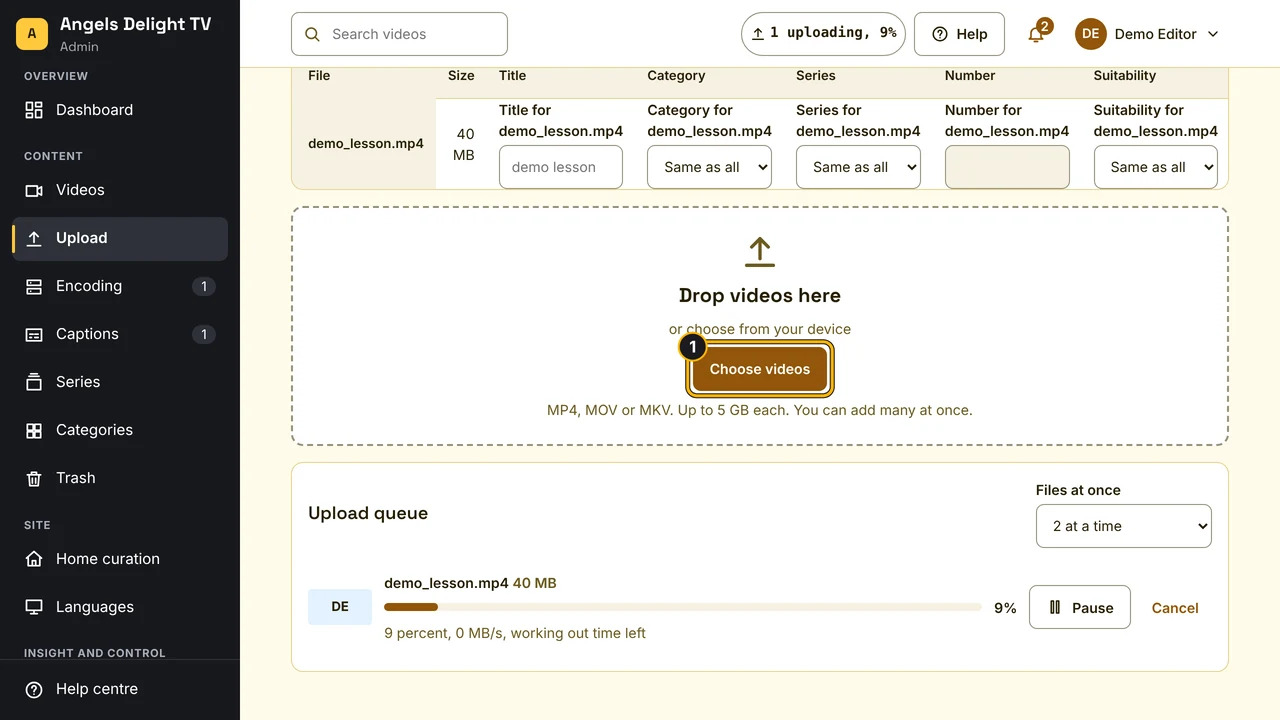 A
Angels Delight TV
Admin
OVERVIEW
Dashboard
CONTENT
Videos
Upload
Encoding 1
Captions 1
Series
Categories
Trash
SITE
Home curation
Languages
INSIGHT AND CONTROL
Help centre
Search videos
1 uploading, 9%
Help
2
DE
Demo Editor
File Size Title Category Series Number Suitability
Title for Category for Series for Number for Suitability for
demo_lesson.mp4 demo_lesson.mp4 demo_lesson.mp4 demo_lesson.mp4 demo_lesson.mp4
demo_lesson.mp4
40
MB
demo lesson Same as all Same as all Same as all
Drop videos here
or choose from your device
1
Choose videos
MP4, MOV or MKV. Up to 5 GB each. You can add many at once.
Upload queue
Files at once
2 at a time
DE
demo_lesson.mp4 40 MB
9%
Pause
Cancel
9 percent, 0 MB/s, working out time left